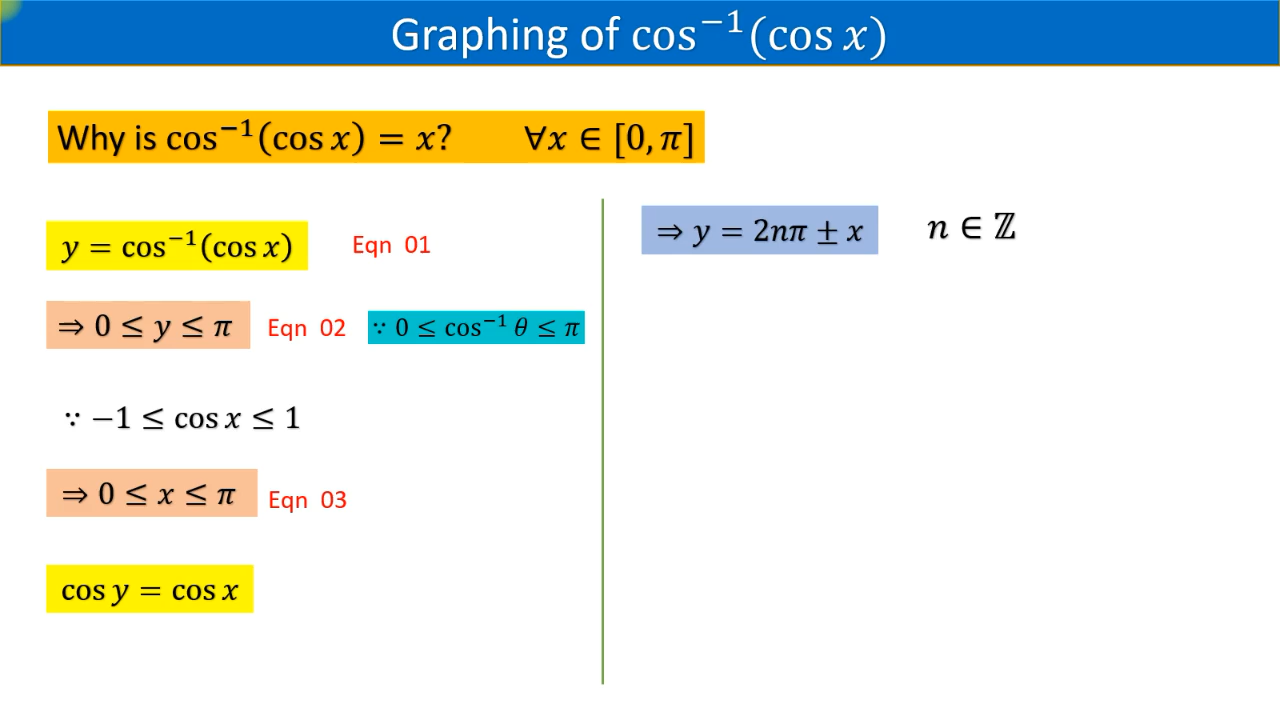 Graphing of cos⁻¹(cos x)
Why is cos⁻¹(cos x) = x? ∀x ∈ [0, π]
y = cos⁻¹(cos x) Eqn 01
⇒ 0 ≤ y ≤ π Eqn 02 ∵ 0 ≤ cos⁻¹ θ ≤ π
∵ −1 ≤ cos x ≤ 1
⇒ 0 ≤ x ≤ π Eqn 03
cos y = cos x
⇒ y = 2nπ ± x n ∈ ℤ